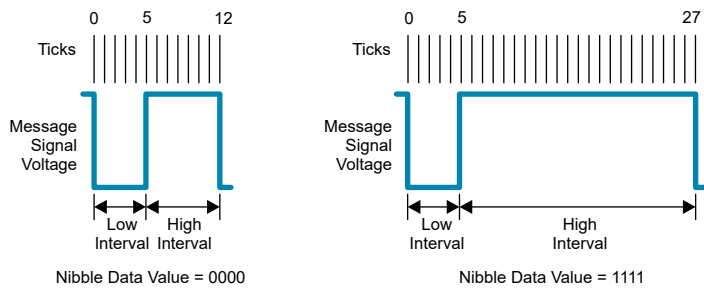 0 5 12
Ticks
Message
Signal
Voltage
Low
Interval
High
Interval
Nibble Data Value = 0000
0 5 27
Ticks
Message
Signal
Voltage
Low
Interval
High
Interval
Nibble Data Value = 1111